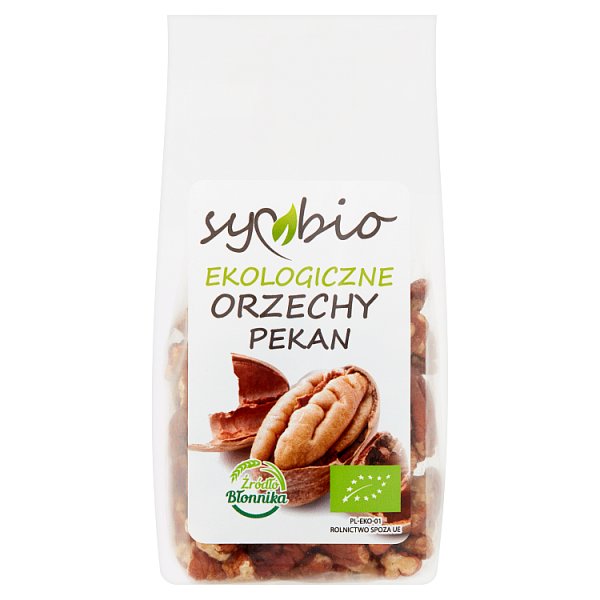 symbio
EKOLOGICZNE
ORZECHY
PEKAN
Źródło
Błonnika
PL-EKO-01
ROLNICTWO SPOZA UE